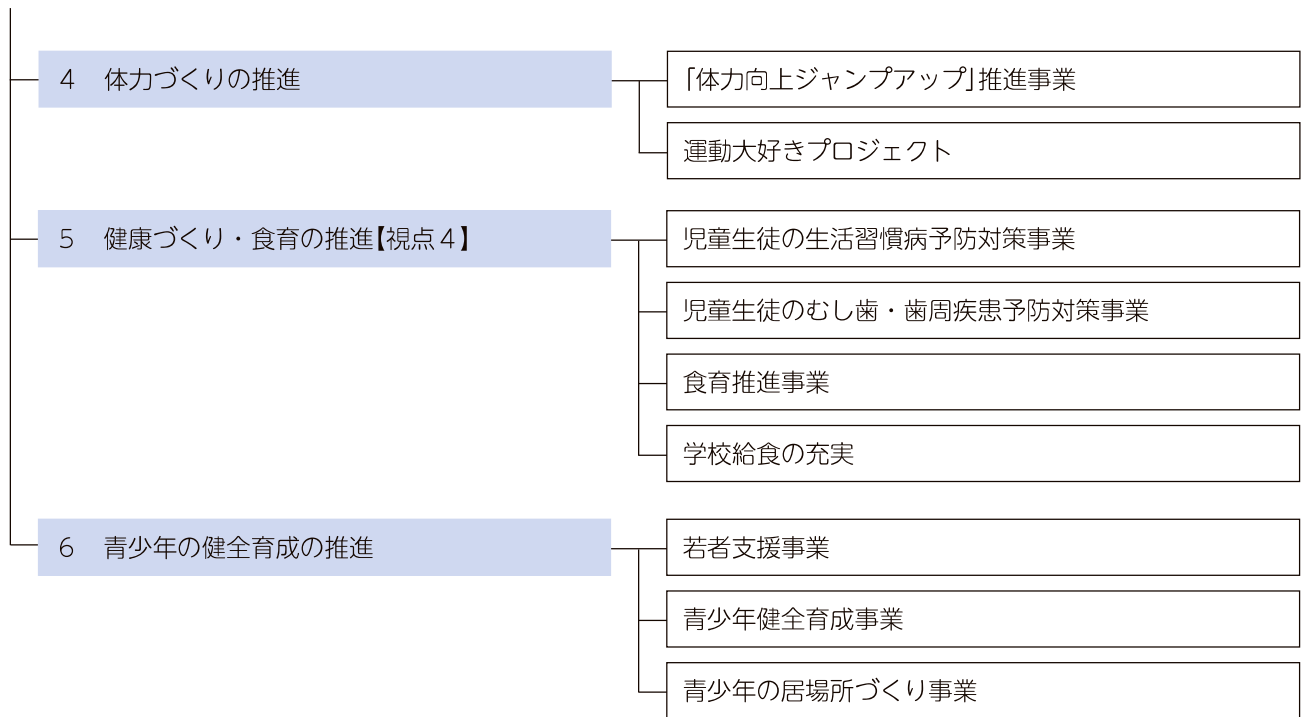 4 体力づくりの推進
「体力向上ジャンプアップ」推進事業
運動大好きプロジェクト
5 健康づくり・食育の推進【視点4】
児童生徒の生活習慣病予防対策事業
児童生徒のむし歯・歯周疾患予防対策事業
食育推進事業
学校給食の充実
6 青少年の健全育成の推進
若者支援事業
青少年健全育成事業
青少年の居場所づくり事業